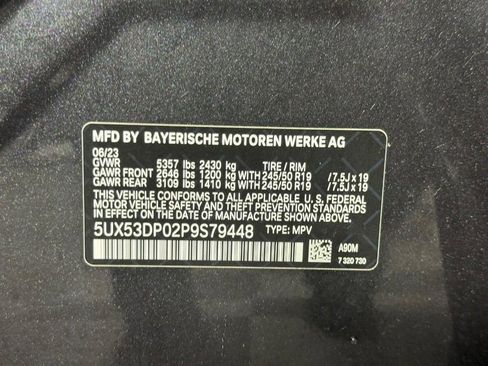 MFD BY BAYERISCHE MOTOREN WERKE AG
06/23
GVWR 5357 lbs 2430 kg TIRE / RIM
GAWR FRONT 2646 lbs 1200 kg WITH 245/50 R19 /7.5J x 19
GAWR REAR 3109 lbs 1410 kg WITH 245/50 R19 /7.5J x 19
THIS VEHICLE CONFORMS TO ALL APPLICABLE U.S. FEDERAL
MOTOR VEHICLE SAFETY AND THEFT PREVENTION STANDARDS
IN EFFECT ON THE DATE OF MANUFACTURE SHOWN ABOVE.
5UX53DP02P9S79448 TYPE: MPV
A90M
7 320 730